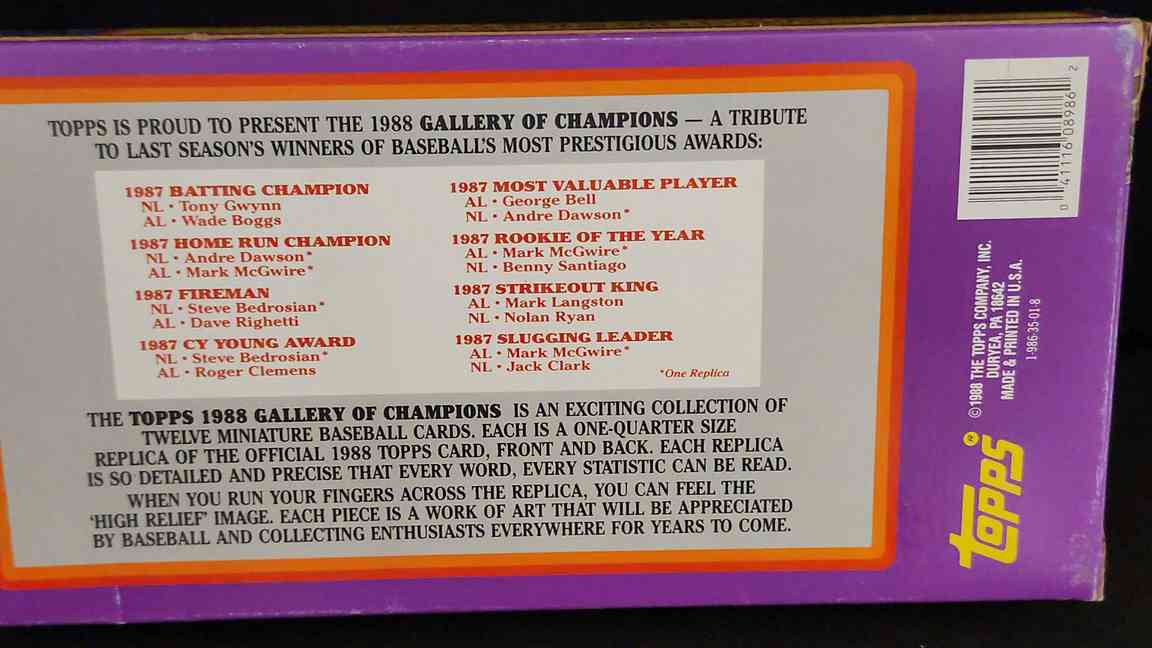 TOPPS IS PROUD TO PRESENT THE 1988 GALLERY OF CHAMPIONS — A TRIBUTE
TO LAST SEASON'S WINNERS OF BASEBALL'S MOST PRESTIGIOUS AWARDS:
1987 BATTING CHAMPION
NL • Tony Gwynn
AL • Wade Boggs
1987 HOME RUN CHAMPION
NL • Andre Dawson*
AL • Mark McGwire*
1987 FIREMAN
NL • Steve Bedrosian*
AL • Dave Righetti
1987 CY YOUNG AWARD
NL • Steve Bedrosian*
AL • Roger Clemens
1987 MOST VALUABLE PLAYER
AL • George Bell
NL • Andre Dawson*
1987 ROOKIE OF THE YEAR
AL • Mark McGwire*
NL • Benny Santiago
1987 STRIKEOUT KING
AL • Mark Langston
NL • Nolan Ryan
1987 SLUGGING LEADER
AL • Mark McGwire*
NL • Jack Clark
*One Replica
THE TOPPS 1988 GALLERY OF CHAMPIONS IS AN EXCITING COLLECTION OF
TWELVE MINIATURE BASEBALL CARDS. EACH IS A ONE-QUARTER SIZE
REPLICA OF THE OFFICIAL 1988 TOPPS CARD, FRONT AND BACK. EACH REPLICA
IS SO DETAILED AND PRECISE THAT EVERY WORD, EVERY STATISTIC CAN BE READ.
WHEN YOU RUN YOUR FINGERS ACROSS THE REPLICA, YOU CAN FEEL THE
'HIGH RELIEF' IMAGE. EACH PIECE IS A WORK OF ART THAT WILL BE APPRECIATED
BY BASEBALL AND COLLECTING ENTHUSIASTS EVERYWHERE FOR YEARS TO COME.
0 41116 08986 2
©1988 THE TOPPS COMPANY, INC.
DURYEA, PA 18642
MADE & PRINTED IN U.S.A.
1-986-35-01-8
TOPPS®